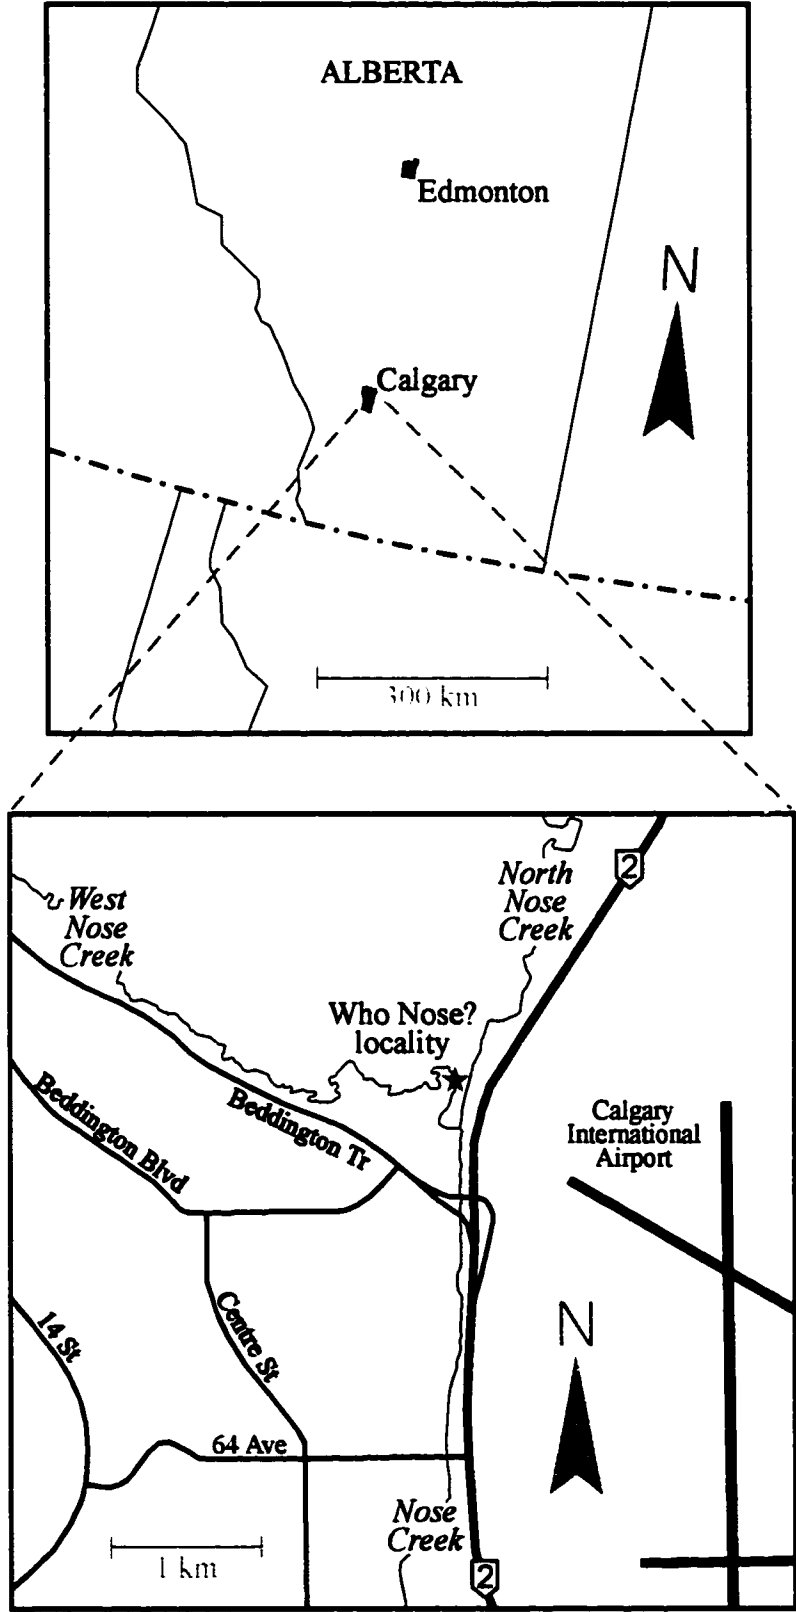 ALBERTA
Edmonton
N
Calgary
300 km
2
North
Nose
Creek
West
Nose
Creek
Who Nose?
locality
Beddington Blvd
Beddington Tr
Calgary
International
Airport
N
14 St
Centre St
64 Ave
Nose
Creek
1 km
2